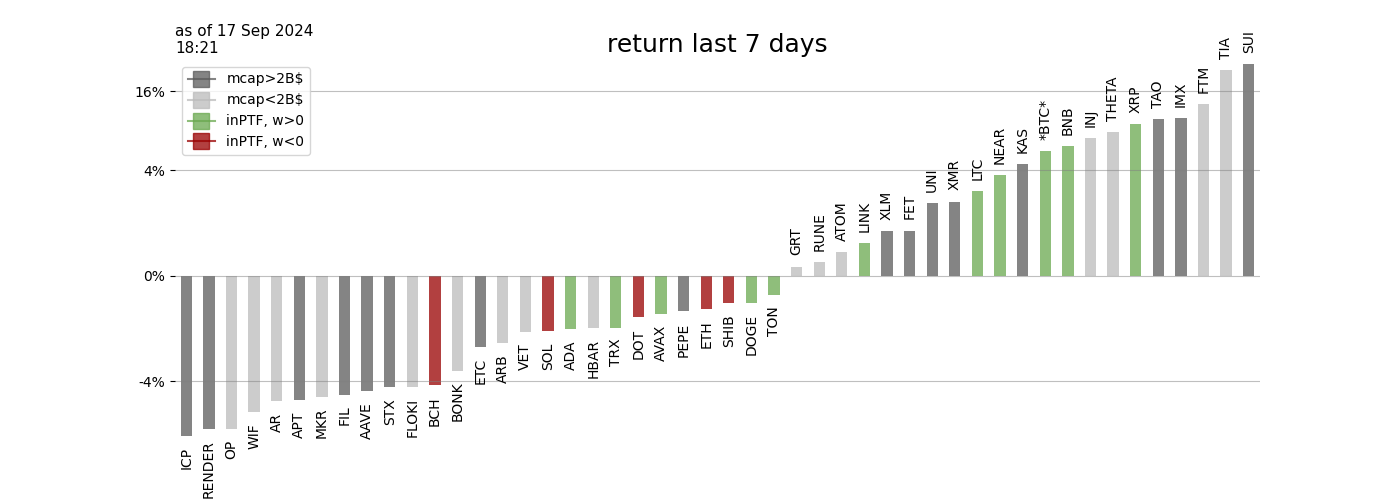 as of 17 Sep 2024
18:21
return last 7 days
mcap>2B$
mcap<2B$
inPTF, w>0
inPTF, w<0
16%
4%
0%
-4%
ICP
RENDER
OP
WIF
AR
APT
MKR
FIL
AAVE
STX
FLOKI
BCH
BONK
ETC
ARB
VET
SOL
ADA
HBAR
TRX
DOT
AVAX
PEPE
ETH
SHIB
DOGE
TON
GRT
RUNE
ATOM
LINK
XLM
FET
UNI
XMR
LTC
NEAR
KAS
*BTC*
BNB
INJ
THETA
XRP
TAO
IMX
FTM
TIA
SUI